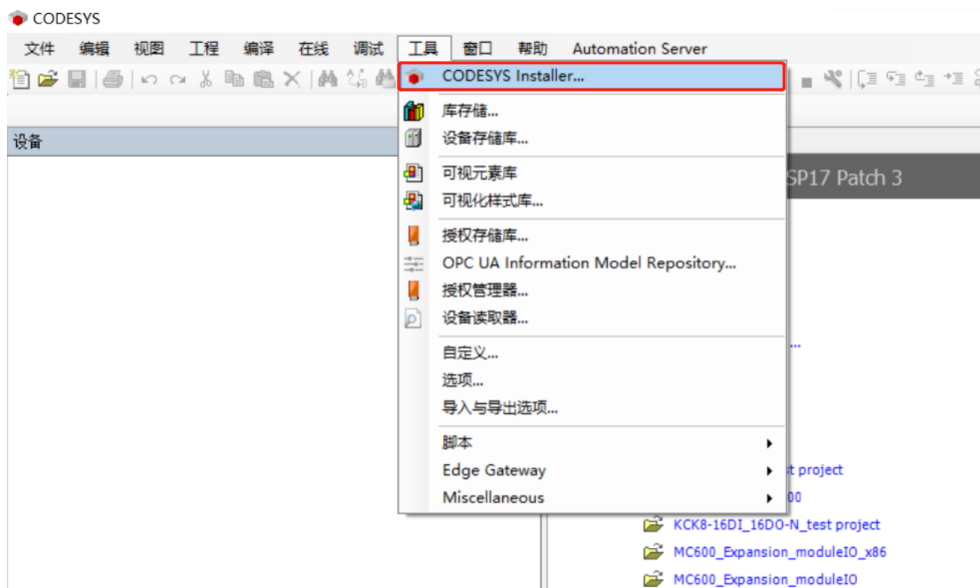 CODESYS
文件 编辑 视图 工程 编译 在线 调试 工具 窗口 帮助 Automation Server
CODESYS Installer...
库存储...
设备存储库...
可视元素库
可视化样式库...
授权存储库...
OPC UA Information Model Repository...
授权管理器...
设备读取器...
自定义...
选项...
导入与导出选项...
脚本
Edge Gateway
Miscellaneous
设备
SP17 Patch 3
...
t project
00
KCK8-16DI_16DO-N_test project
MC600_Expansion_moduleIO_x86
MC600_Expansion_moduleIO